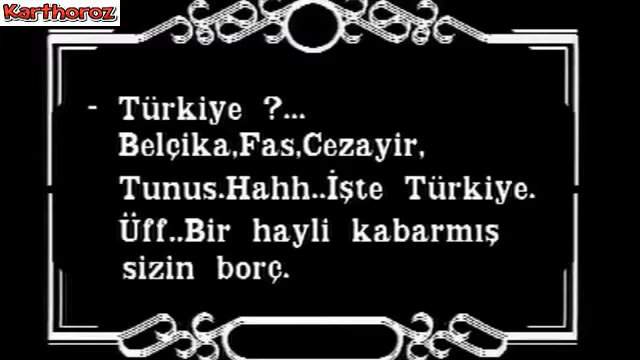 Karthoroz
- Türkiye ?...
Belçika,Fas,Cezayir,
Tunus.Hahh..İşte Türkiye.
Üff..Bir hayli kabarmış
sizin borç.